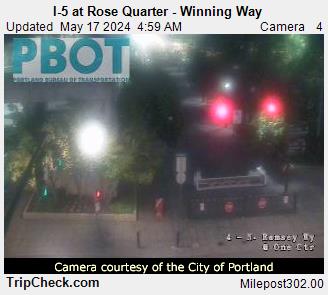 I-5 at Rose Quarter - Winning Way
Updated May 17 2024 4:59 AM Camera 4
PBOT
PORTLAND BUREAU OF TRANSPORTATION
4 - N. Ramsey Wy
@ One Ctr
Camera courtesy of the City of Portland
TripCheck.com Milepost302.00